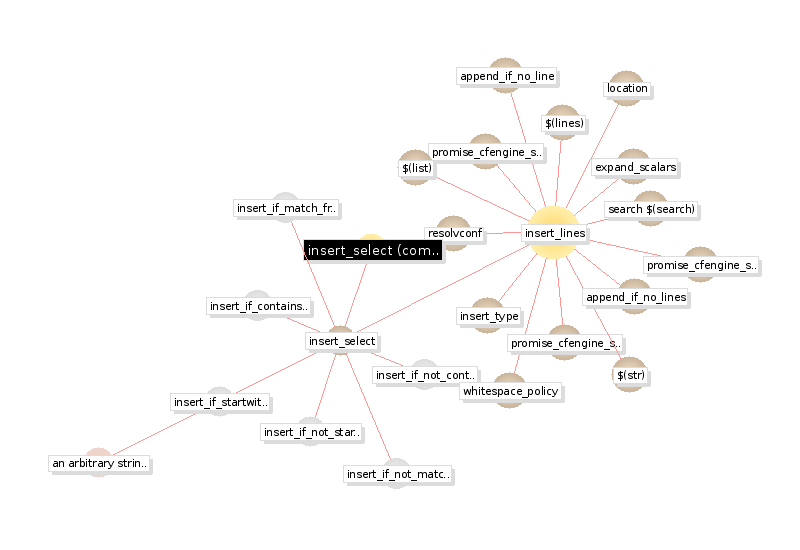 append_if_no_line
location
$(lines)
promise_cfengine_s..
$(list)
expand_scalars
insert_if_match_fr..
search $(search)
resolvconf
insert_lines
insert_select (com..
promise_cfengine_s..
append_if_no_lines
insert_if_contains..
insert_type
insert_select
promise_cfengine_s..
insert_if_not_cont..
$(str)
whitespace_policy
insert_if_startwit..
insert_if_not_star..
an arbitrary strin..
insert_if_not_matc..